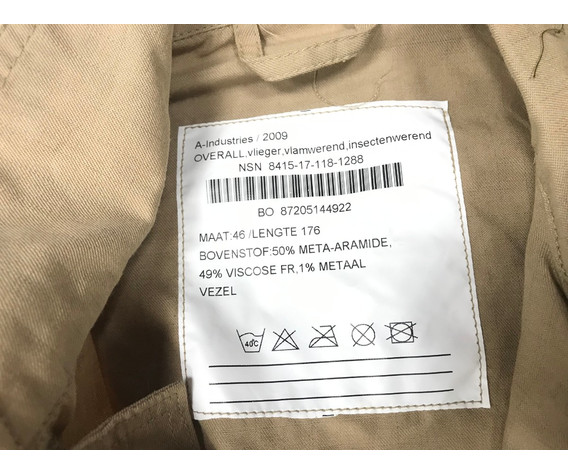 A-Industries / 2009
OVERALL,vlieger,vlamwerend,insectenwerend
NSN 8415-17-118-1288
BO 87205144922
MAAT:46 /LENGTE 176
BOVENSTOF:50% META-ARAMIDE,
49% VISCOSE FR,1% METAAL
VEZEL
40°C